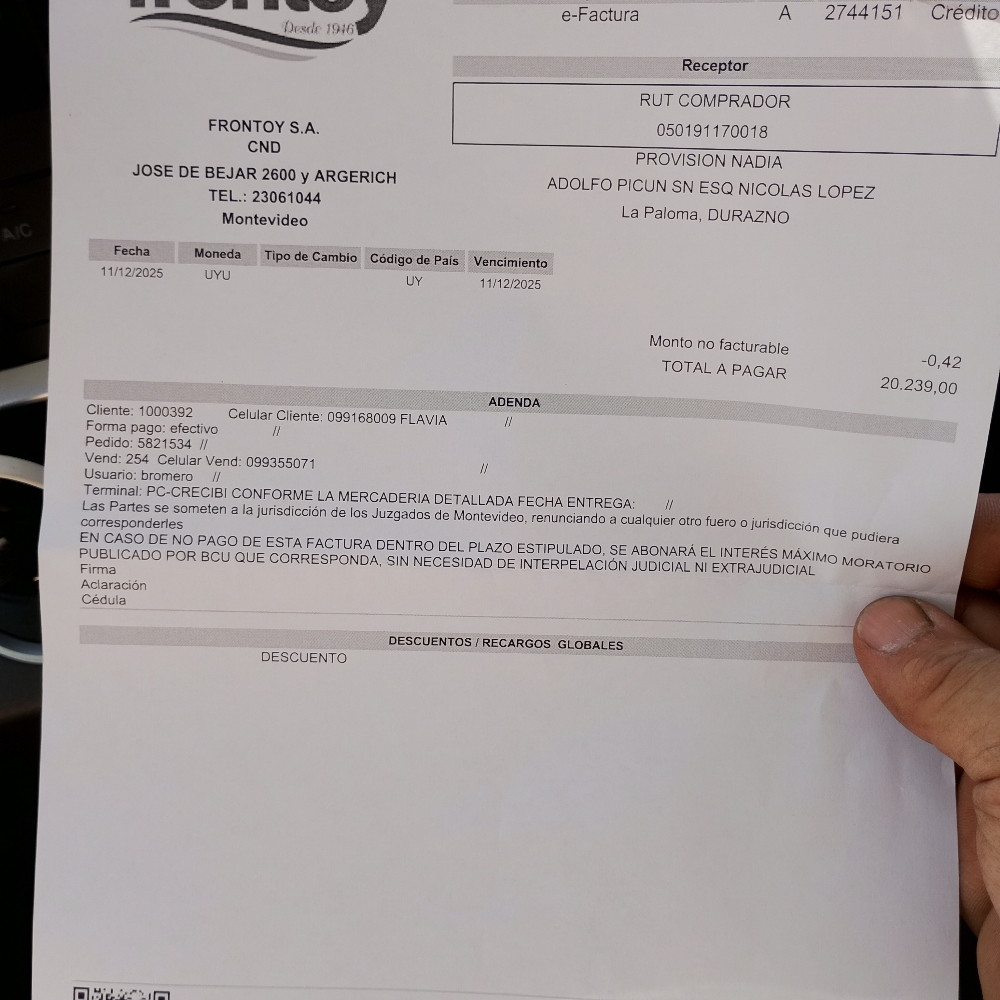 frontoy
Desde 1946
e-Factura A 2744151 Crédito
Receptor
RUT COMPRADOR
050191170018
PROVISION NADIA
ADOLFO PICUN SN ESQ NICOLAS LOPEZ
La Paloma, DURAZNO
FRONTOY S.A.
CND
JOSE DE BEJAR 2600 y ARGERICH
TEL.: 23061044
Montevideo
Fecha Moneda Tipo de Cambio Código de País Vencimiento
11/12/2025 UYU UY 11/12/2025
Monto no facturable -0,42
TOTAL A PAGAR 20.239,00
ADENDA
Cliente: 1000392 Celular Cliente: 099168009 FLAVIA //
Forma pago: efectivo //
Pedido: 5821534 //
Vend: 254 Celular Vend: 099355071 //
Usuario: bromero //
Terminal: PC-CRECIBI CONFORME LA MERCADERIA DETALLADA FECHA ENTREGA: //
Las Partes se someten a la jurisdicción de los Juzgados de Montevideo, renunciando a cualquier otro fuero o jurisdicción que pudiera
corresponderles
EN CASO DE NO PAGO DE ESTA FACTURA DENTRO DEL PLAZO ESTIPULADO, SE ABONARÁ EL INTERÉS MÁXIMO MORATORIO
PUBLICADO POR BCU QUE CORRESPONDA, SIN NECESIDAD DE INTERPELACIÓN JUDICIAL NI EXTRAJUDICIAL
Firma
Aclaración
Cédula
DESCUENTOS / RECARGOS GLOBALES
DESCUENTO
A/C